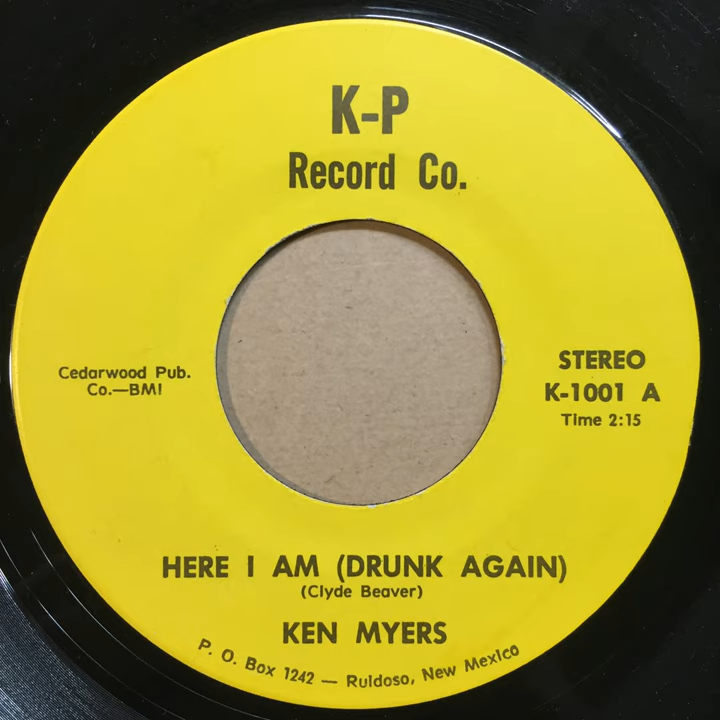 K-P
Record Co.
Cedarwood Pub.
Co.—BMI
STEREO
K-1001 A
Time 2:15
HERE I AM (DRUNK AGAIN)
(Clyde Beaver)
KEN MYERS
P. O. Box 1242 — Ruidoso, New Mexico